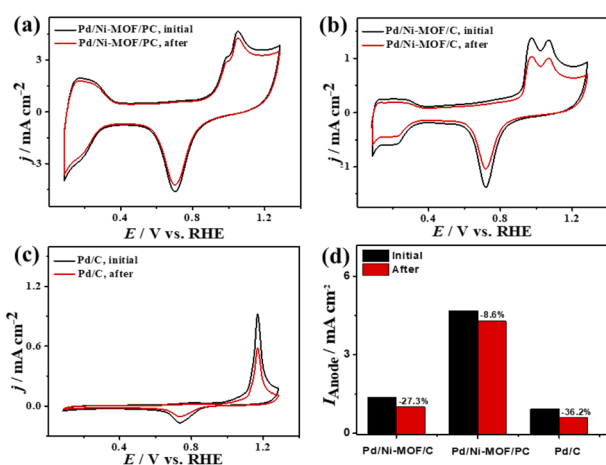 (a)
Pd/Ni-MOF/PC, initial
Pd/Ni-MOF/PC, after
j / mA cm-2
3
0
-3
0.4 0.8 1.2
E / V vs. RHE
(b)
Pd/Ni-MOF/C, initial
Pd/Ni-MOF/C, after
j / mA cm-2
1
0
-1
0.4 0.8 1.2
E / V vs. RHE
(c)
Pd/C, initial
Pd/C, after
j / mA cm-2
1.2
0.6
0.0
0.4 0.8 1.2
E / V vs. RHE
(d)
Initial
After
IAnode / mA cm-2
6
3
0
-27.3%
-8.6%
-36.2%
Pd/Ni-MOF/C Pd/Ni-MOF/PC Pd/C